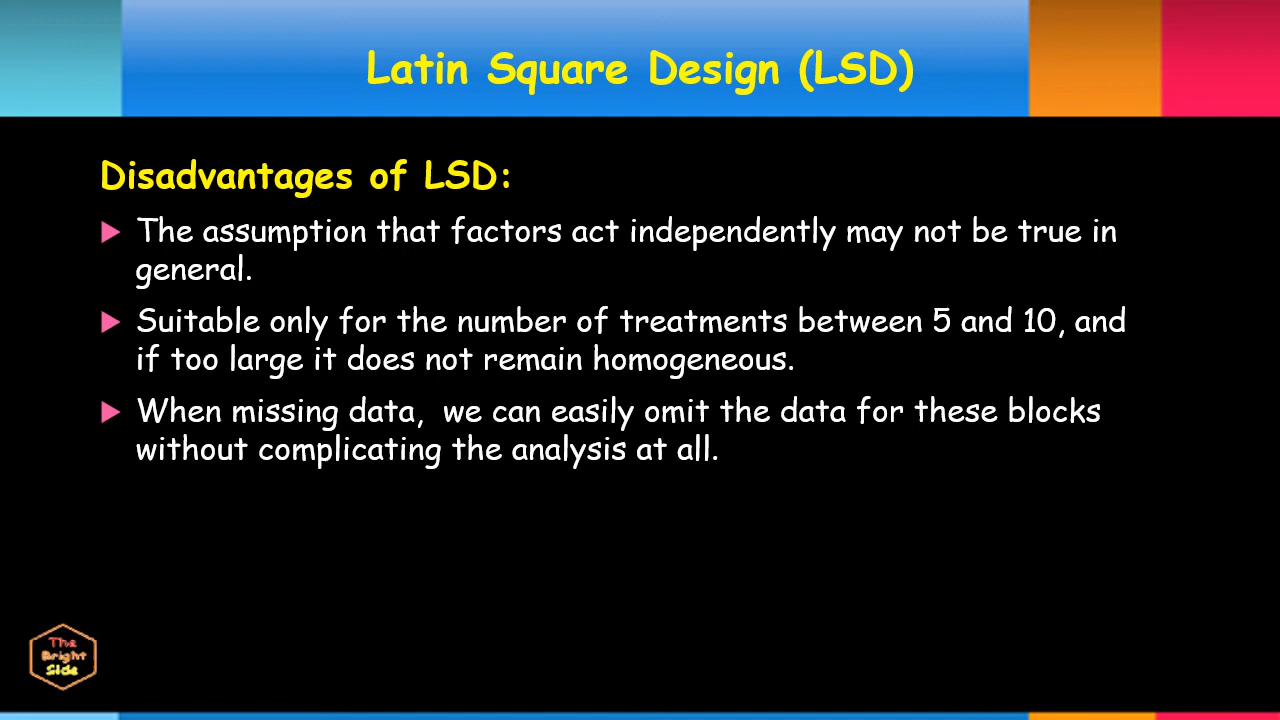 Latin Square Design (LSD)
Disadvantages of LSD:
The assumption that factors act independently may not be true in
general.
Suitable only for the number of treatments between 5 and 10, and
if too large it does not remain homogeneous.
When missing data,  we can easily omit the data for these blocks
without complicating the analysis at all.
The
Bright
Side